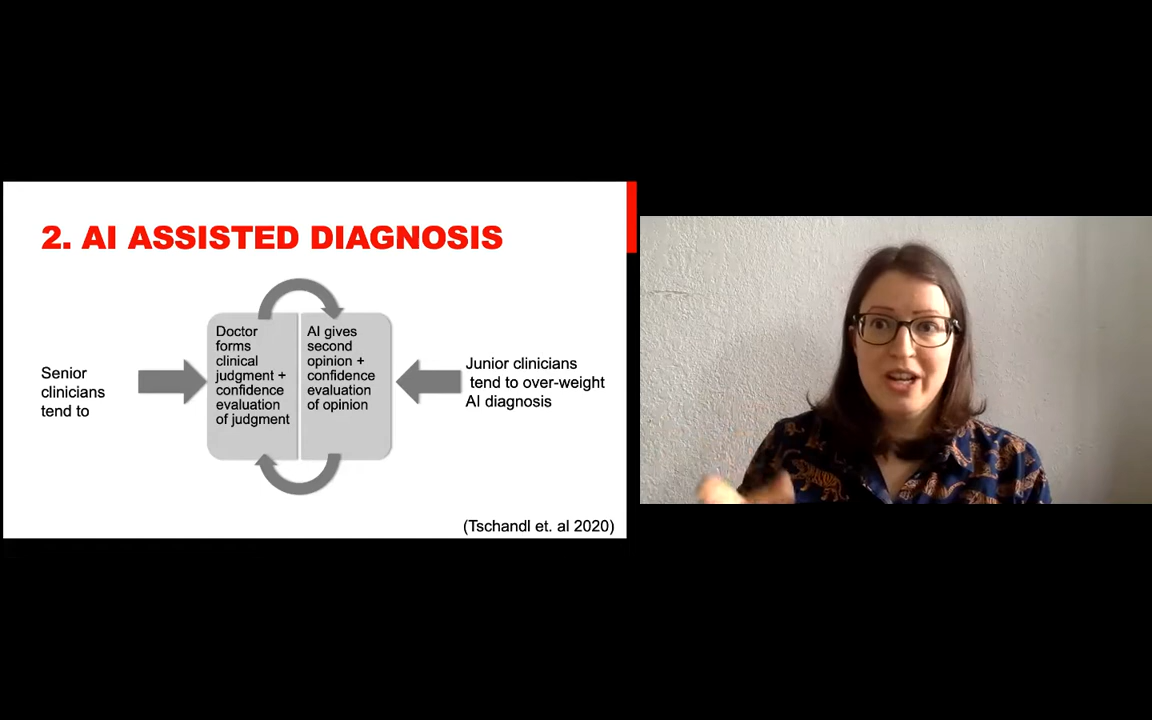 2. AI ASSISTED DIAGNOSIS
Senior
clinicians
tend to
Doctor
forms
clinical
judgment +
confidence
evaluation
of judgment
AI gives
second
opinion +
confidence
evaluation
of opinion
Junior clinicians
tend to over-weight
AI diagnosis
(Tschandl et. al 2020)